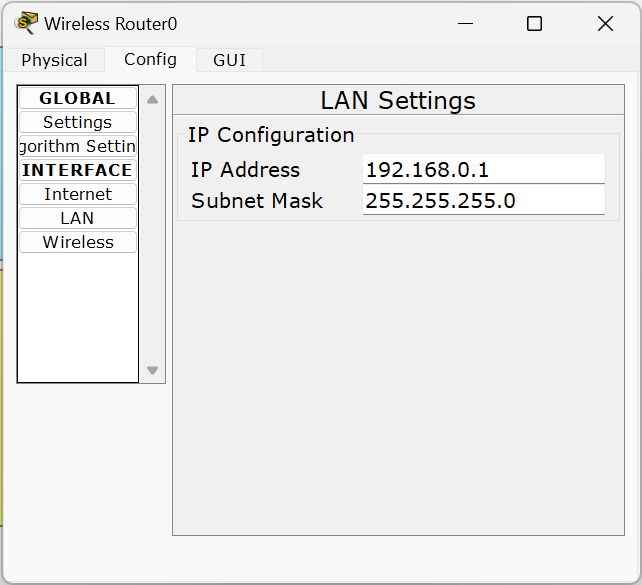 Wireless Router0
Physical Config GUI
GLOBAL
Settings
gorithm Settin
INTERFACE
Internet
LAN
Wireless
LAN Settings
IP Configuration
IP Address 192.168.0.1
Subnet Mask 255.255.255.0